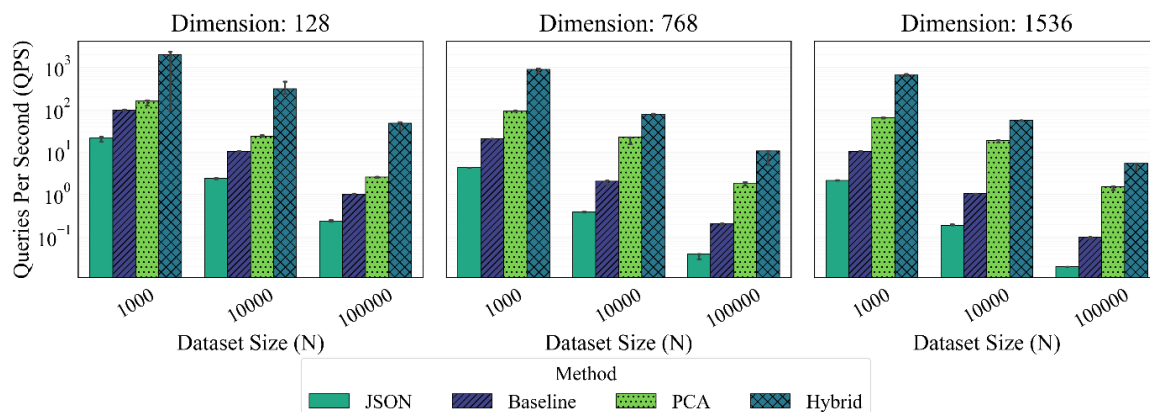 Dimension: 128
Dimension: 768
Dimension: 1536
Queries Per Second (QPS)
10³
10²
10¹
10⁰
10⁻¹
1000
10000
100000
1000
10000
100000
1000
10000
100000
Dataset Size (N)
Dataset Size (N)
Dataset Size (N)
Method
JSON
Baseline
PCA
Hybrid